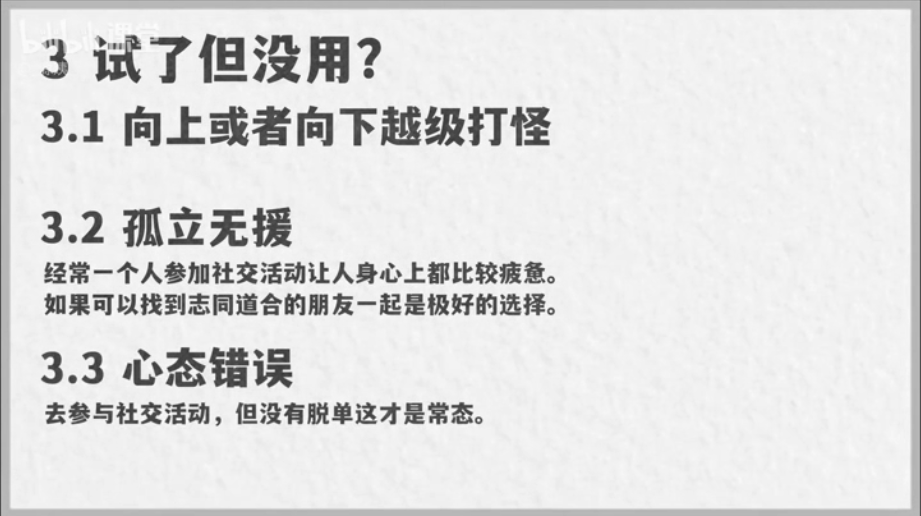 bilibili课堂
3 试了但没用?
3.1 向上或者向下越级打怪
3.2 孤立无援
经常一个人参加社交活动让人身心上都比较疲惫。
如果可以找到志同道合的朋友一起是极好的选择。
3.3 心态错误
去参与社交活动，但没有脱单这才是常态。